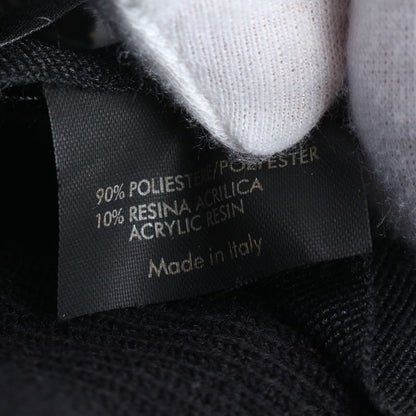 90% POLIESTERE/POLYESTER
10% RESINA ACRILICA
ACRYLIC RESIN
Made in Italy